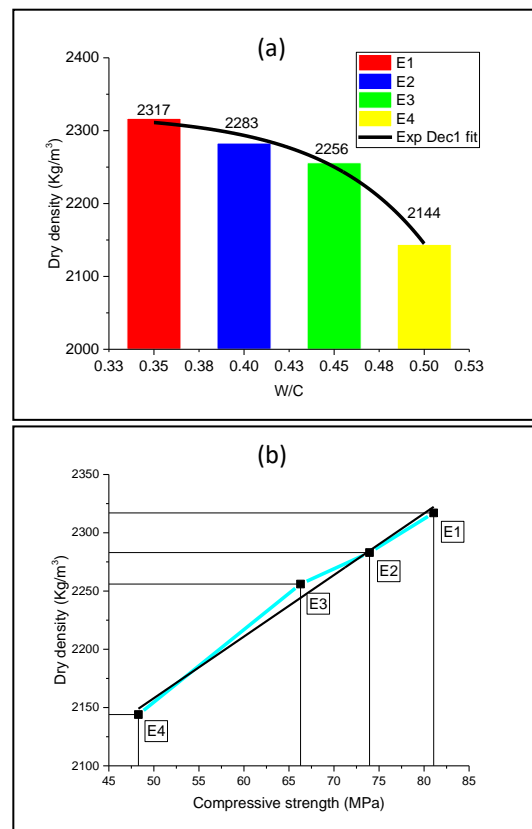 (a)
E1
E2
E3
E4
Exp Dec1 fit
2317
2283
2256
2144
2400
2300
2200
2100
2000
Dry density (Kg/m³)
0.33 0.35 0.38 0.40 0.43 0.45 0.48 0.50 0.53
W/C
(b)
2350
2300
2250
2200
2150
2100
Dry density (Kg/m³)
E1
E2
E3
E4
45 50 55 60 65 70 75 80 85
Compressive strength (MPa)